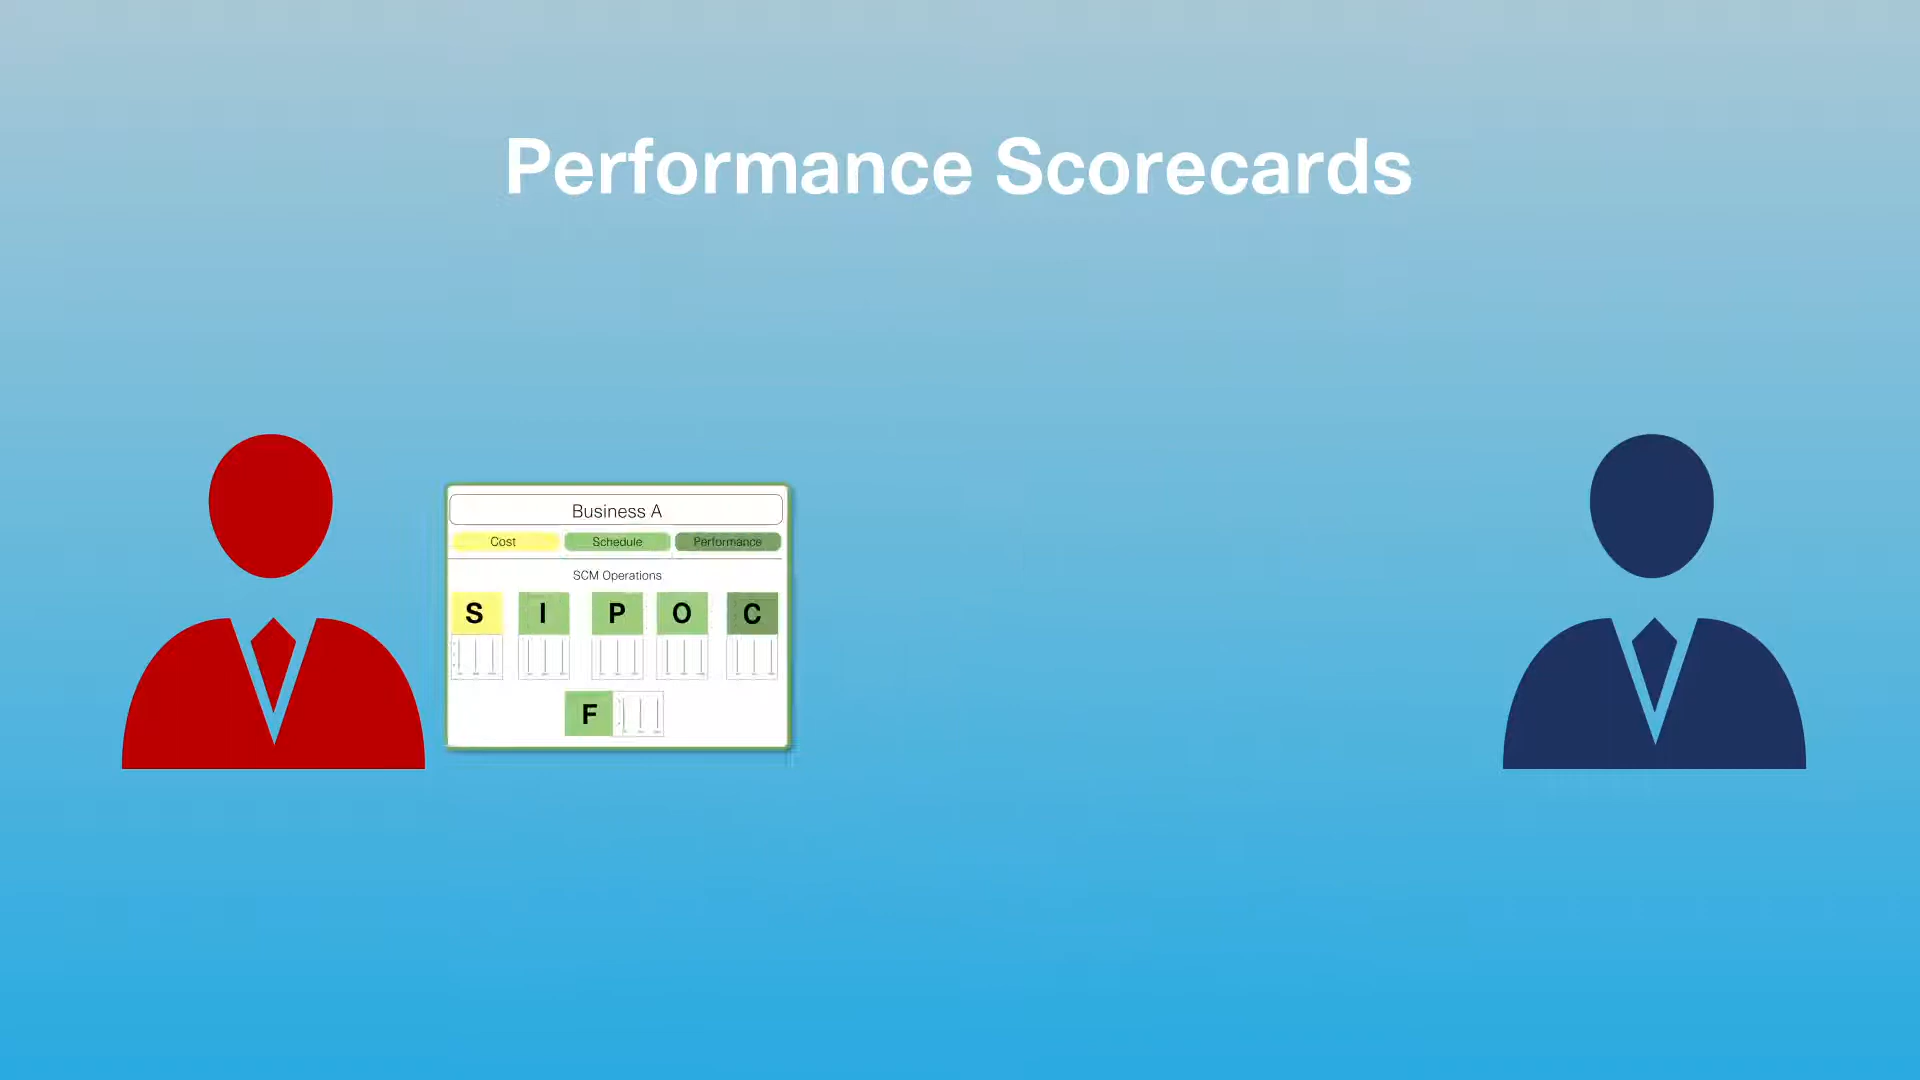 Performance Scorecards
Business A
Cost Schedule Performance
SCM Operations
S I P O C
F